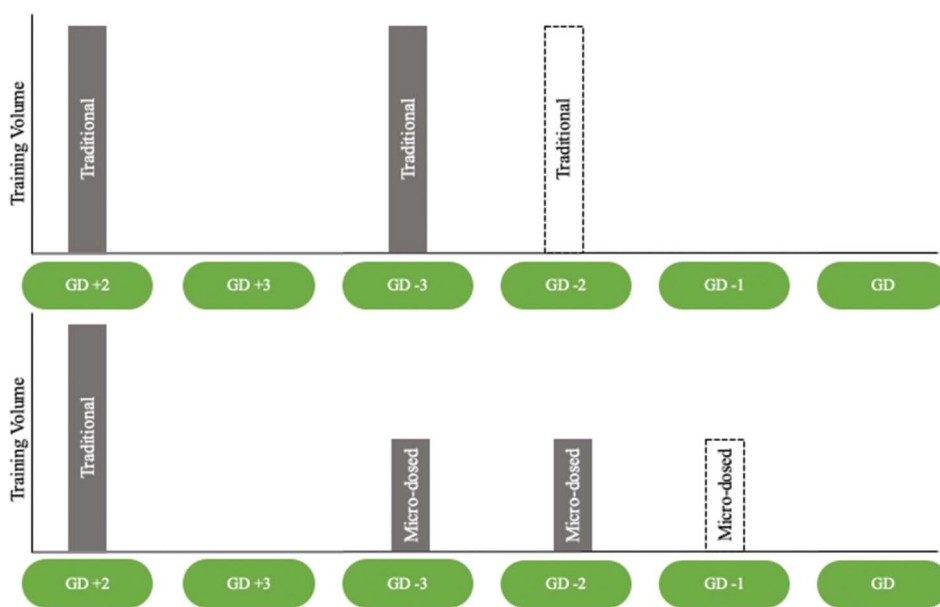 Training Volume
Traditional
Traditional
Traditional
GD +2
GD +3
GD -3
GD -2
GD -1
GD
Training Volume
Traditional
Micro-dosed
Micro-dosed
Micro-dosed
GD +2
GD +3
GD -3
GD -2
GD -1
GD